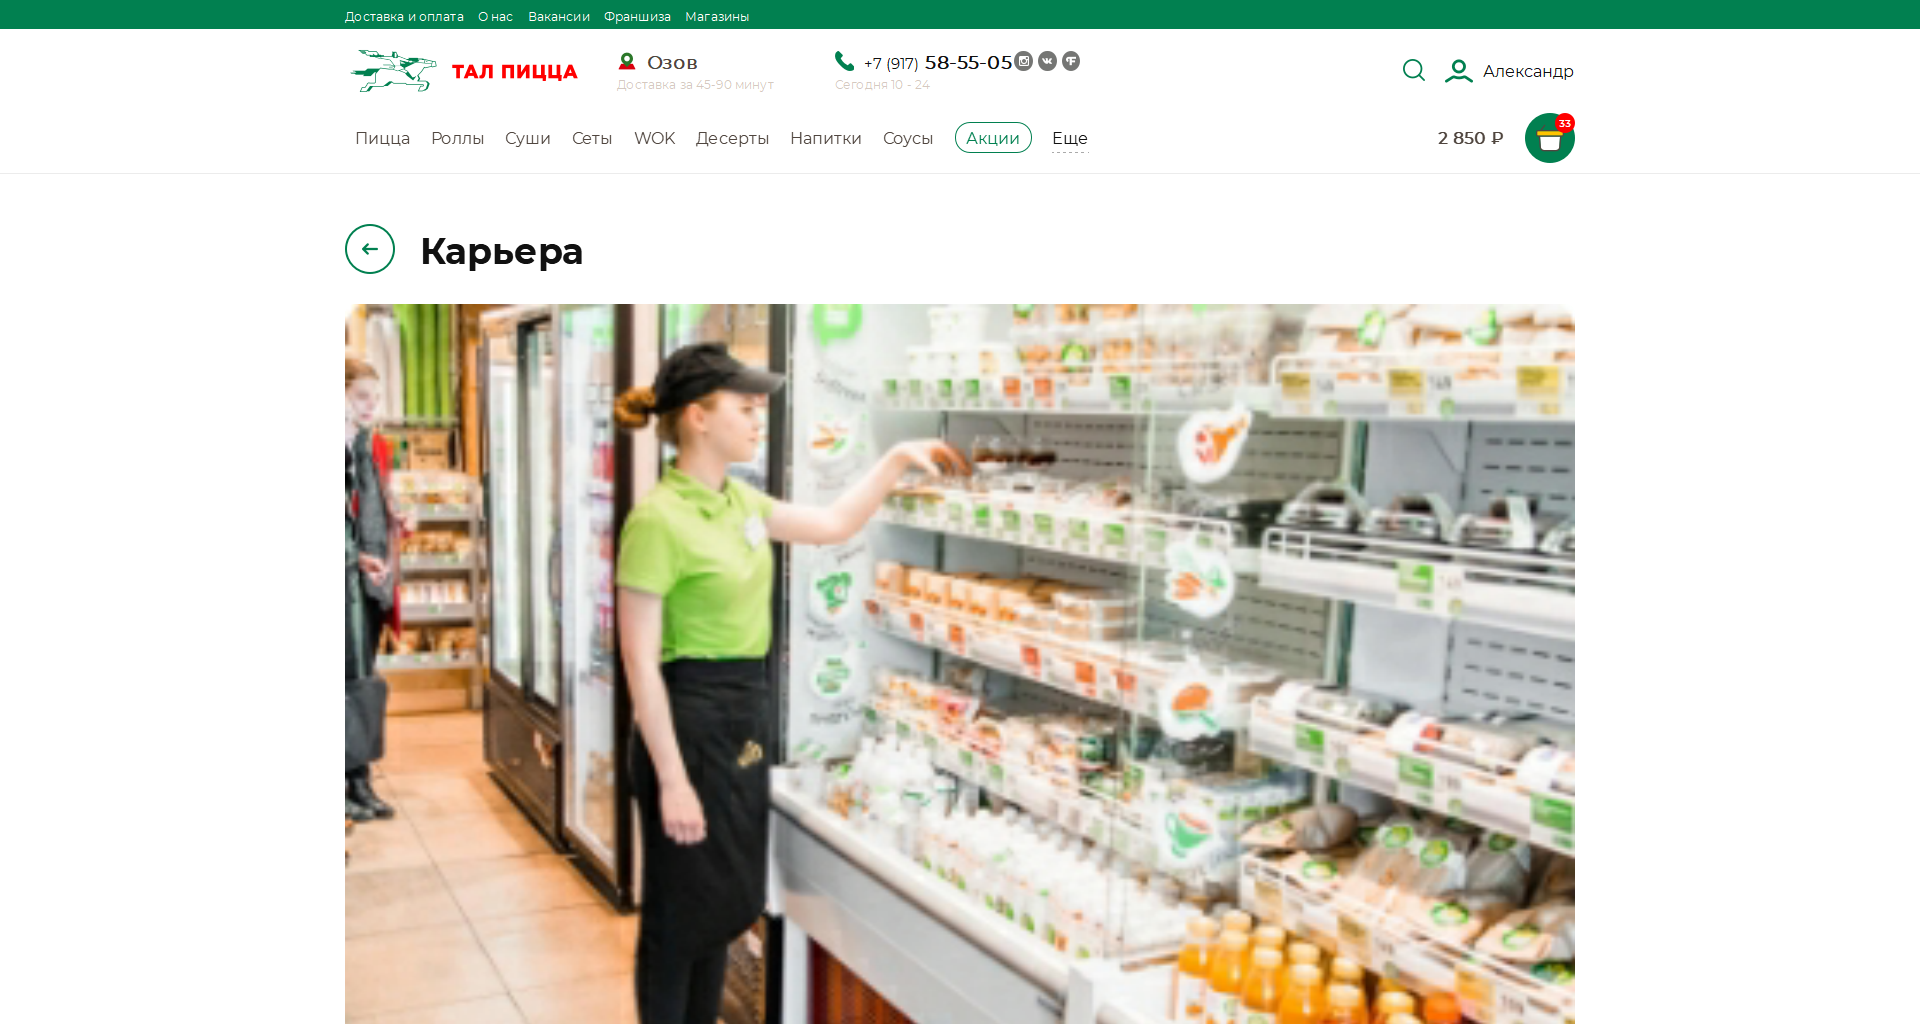 Доставка и оплата О нас Вакансии Франшиза Магазины
ТАЛ ПИЦЦА
Озов
Доставка за 45-90 минут
+7 (917) 58-55-05
Сегодня 10 - 24
Александр
Пицца Роллы Суши Сеты WOK Десерты Напитки Соусы Акции Еще
2 850 ₽
33
Карьера